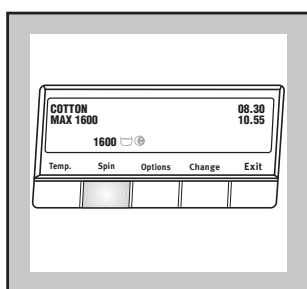 COTTON 08.30
MAX 1600 10.55
1600
Temp. Spin Options Change Exit